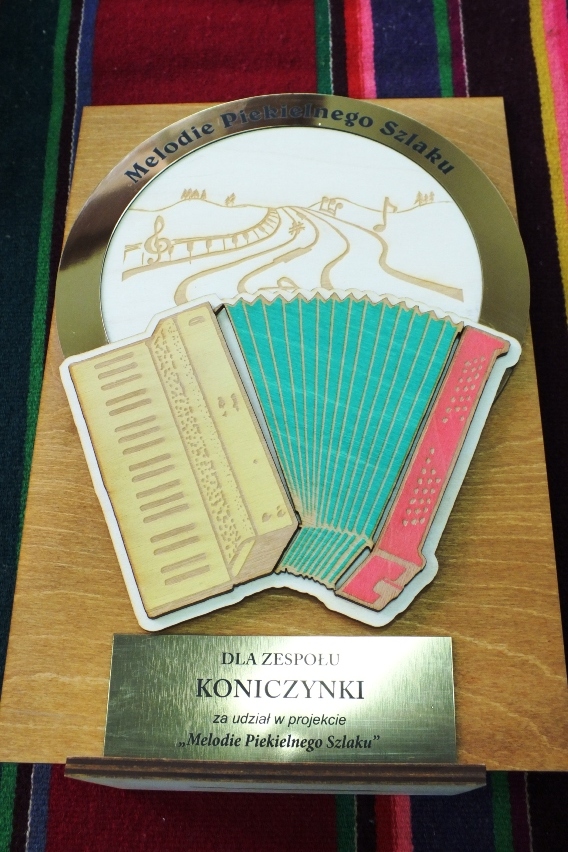 Melodie Piekielnego Szlaku
DLA ZESPOŁU
KONICZYNKI
za udział w projekcie
„Melodie Piekielnego Szlaku”